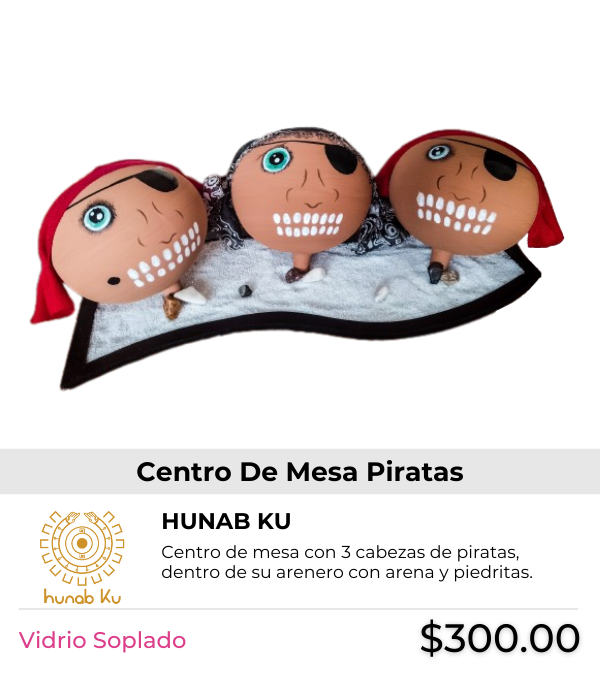 Centro De Mesa Piratas
HUNAB KU
Centro de mesa con 3 cabezas de piratas,
dentro de su arenero con arena y piedritas.
hunab Ku
Vidrio Soplado
$300.00